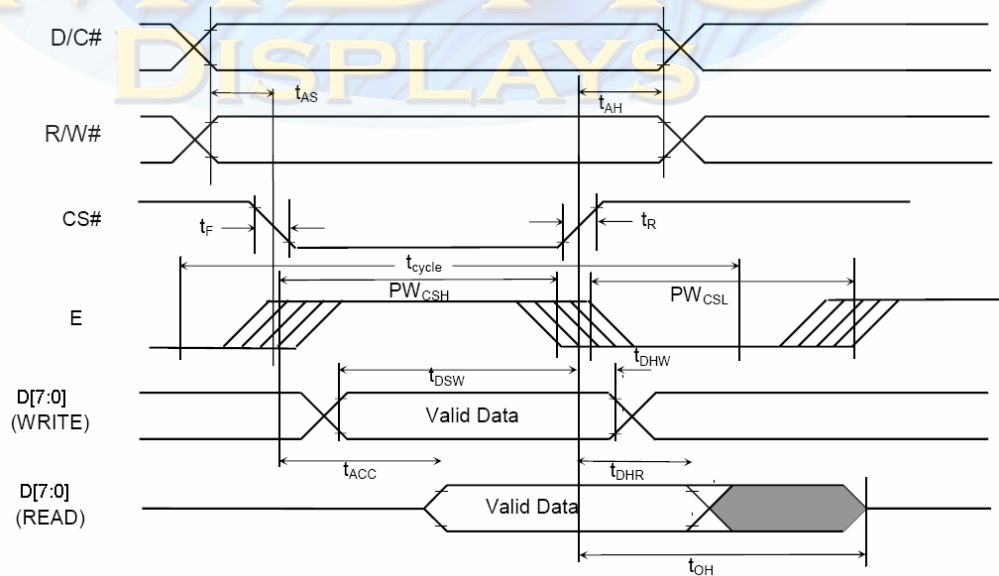 D/C#
DISPLAYS
tAS
tAH
R/W#
CS#
tF
tR
tcycle
PWCSH
PWCSL
E
tDHW
tDSW
D[7:0]
(WRITE)
Valid Data
tACC
tDHR
D[7:0]
(READ)
Valid Data
tOH